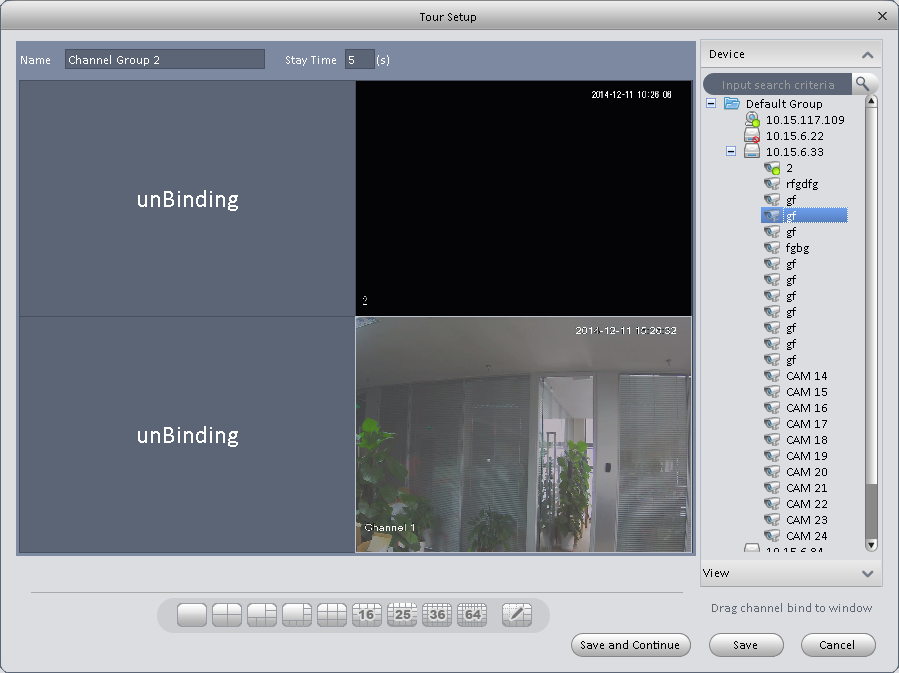 Tour Setup
Name Channel Group 2 Stay Time 5 (s)
2014-12-11 10:26:06
unBinding
2
2014-12-11 10:26:32
unBinding
Channel 1
16 25 36 64
Device
Input search criteria
Default Group
10.15.117.109
10.15.6.22
10.15.6.33
2
rfgdfg
gf
gf
gf
fgbg
gf
gf
gf
gf
gf
gf
gf
CAM 14
CAM 15
CAM 16
CAM 17
CAM 18
CAM 19
CAM 20
CAM 21
CAM 22
CAM 23
CAM 24
10.15.6.84
View
Drag channel bind to window
Save and Continue Save Cancel